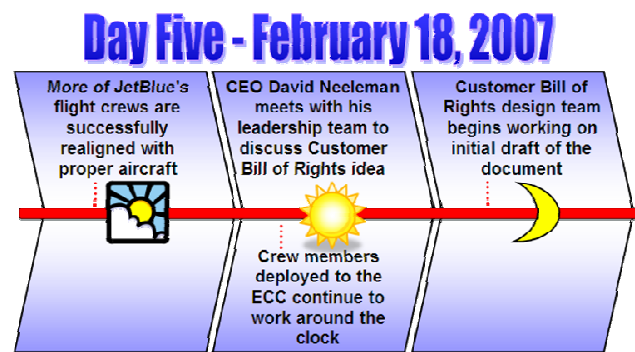 Day Five - February 18, 2007
More of JetBlue's
flight crews are
successfully
realigned with
proper aircraft
CEO David Neeleman
meets with his
leadership team to
discuss Customer
Bill of Rights idea
Crew members
deployed to the
ECC continue to
work around the
clock
Customer Bill of
Rights design team
begins working on
initial draft of the
document